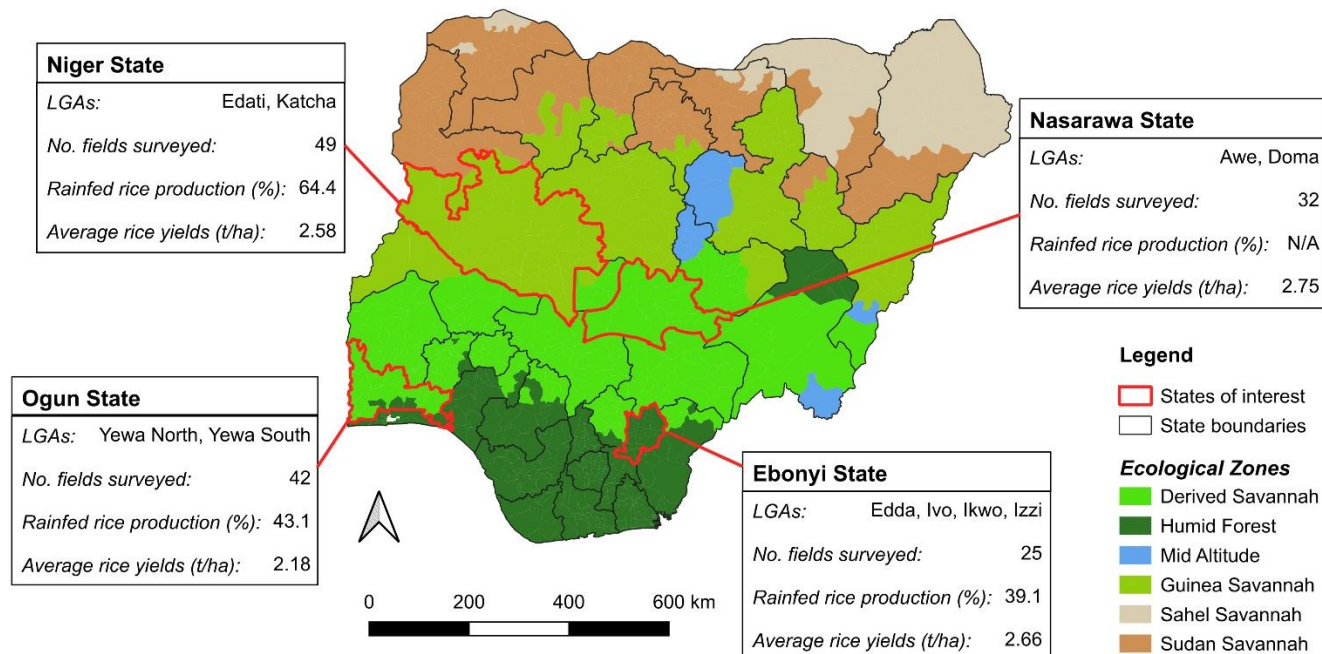 Niger State
LGAs: Edati, Katcha
No. fields surveyed: 49
Rainfed rice production (%): 64.4
Average rice yields (t/ha): 2.58
Nasarawa State
LGAs: Awe, Doma
No. fields surveyed: 32
Rainfed rice production (%): N/A
Average rice yields (t/ha): 2.75
Ogun State
LGAs: Yewa North, Yewa South
No. fields surveyed: 42
Rainfed rice production (%): 43.1
Average rice yields (t/ha): 2.18
Ebonyi State
LGAs: Edda, Ivo, Ikwo, Izzi
No. fields surveyed: 25
Rainfed rice production (%): 39.1
Average rice yields (t/ha): 2.66
Legend
States of interest
State boundaries
Ecological Zones
Derived Savannah
Humid Forest
Mid Altitude
Guinea Savannah
Sahel Savannah
Sudan Savannah
0 200 400 600 km